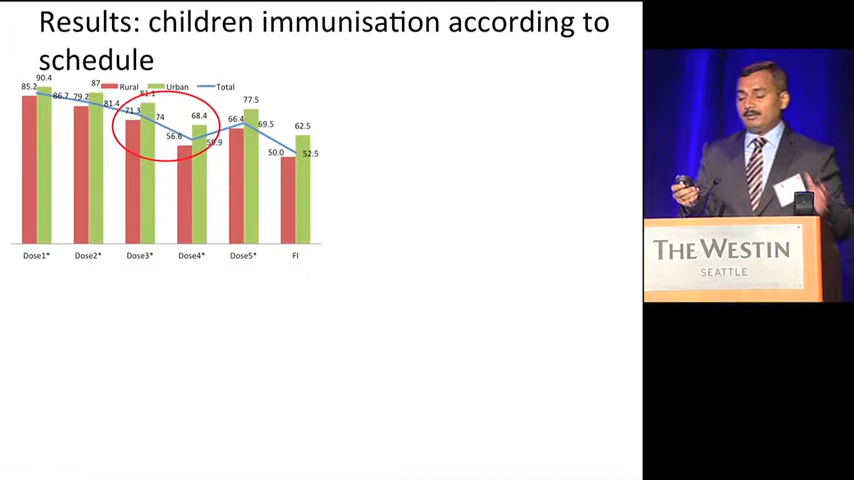 Results: children immunisation according to
schedule
Rural Urban Total
85.2 90.4 86.7 79.2 87 81.4 71.3 81.1 74 56.6 68.4 59.9 66.4 77.5 69.5 50.0 62.5 52.5
Dose1* Dose2* Dose3* Dose4* Dose5* FI
THE WESTIN
SEATTLE